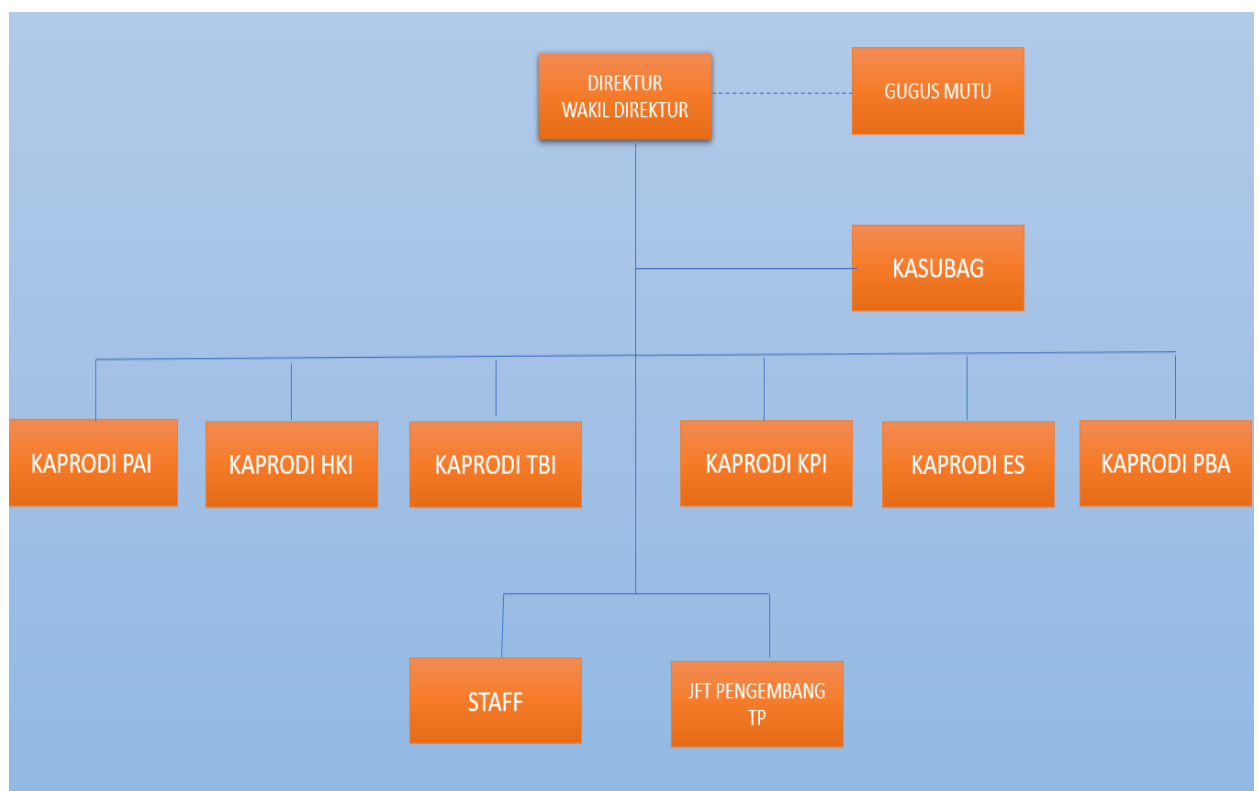 DIREKTUR
WAKIL DIREKTUR
GUGUS MUTU
KASUBAG
KAPRODI PAI
KAPRODI HKI
KAPRODI TBI
KAPRODI KPI
KAPRODI ES
KAPRODI PBA
STAFF
JFT PENGEMBANG
TP